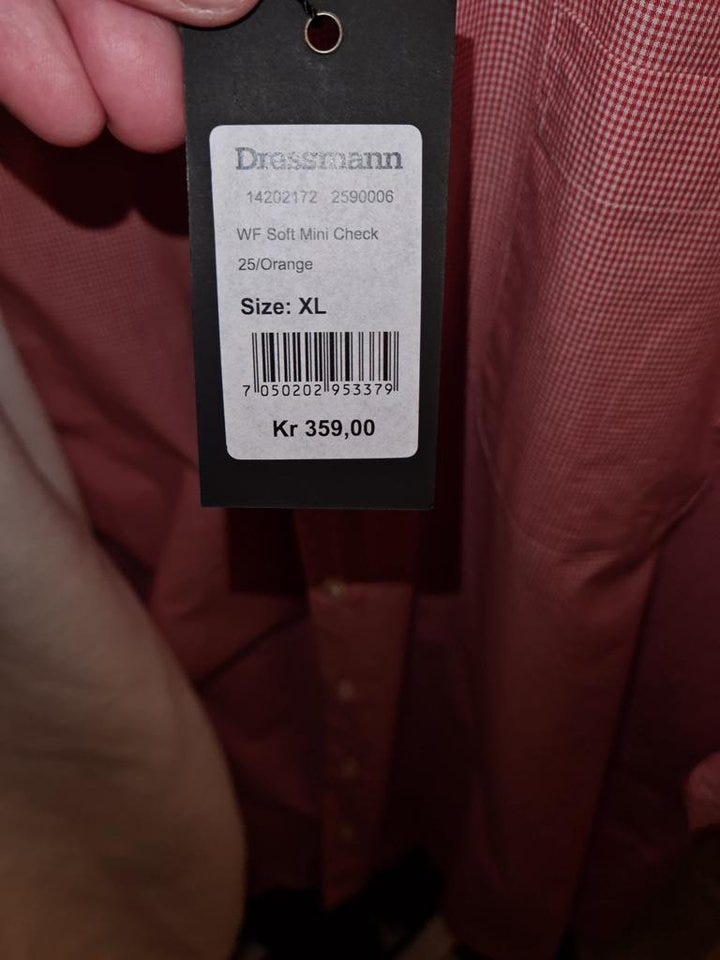 Dressmann
14202172 2590006
WF Soft Mini Check
25/Orange
Size: XL
7 050202 953379
Kr 359,00